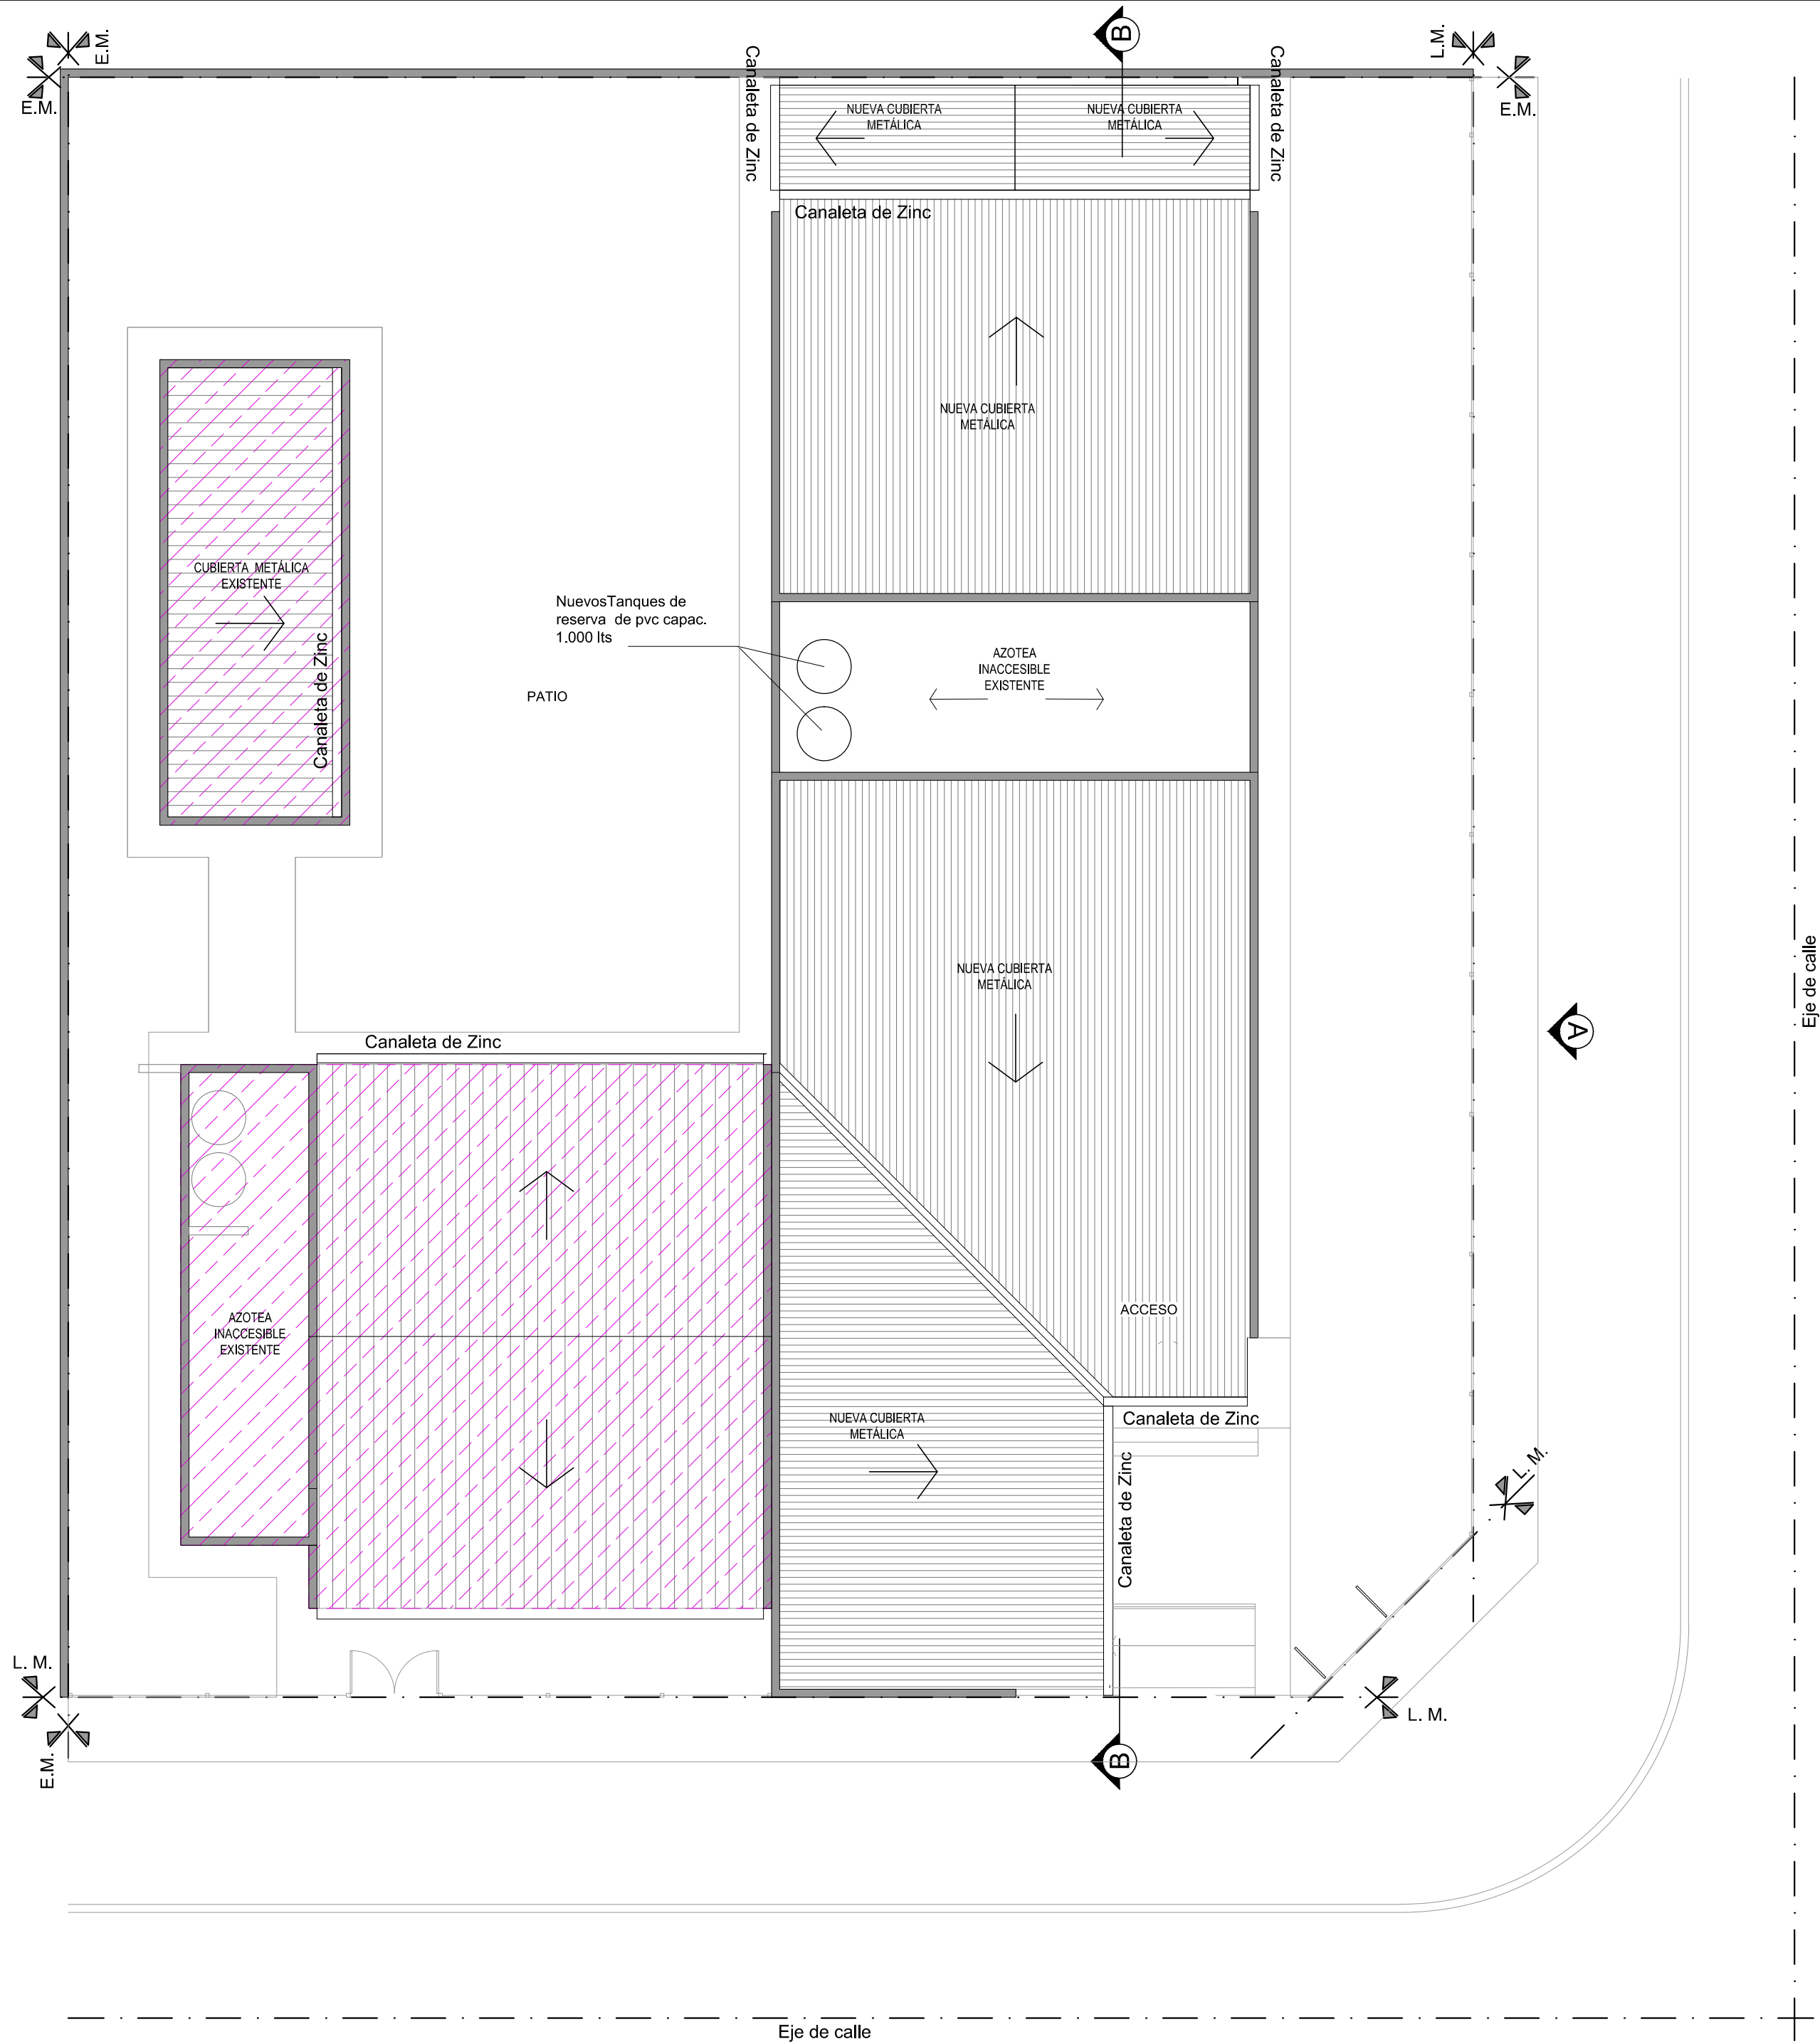 E.M.
E.M.
Canaleta de Zinc
B
Canaleta de Zinc
L.M.
E.M.
NUEVA CUBIERTA
METÁLICA
NUEVA CUBIERTA
METÁLICA
Canaleta de Zinc
NUEVA CUBIERTA
METÁLICA
CUBIERTA METÁLICA
EXISTENTE
Canaleta de Zinc
NuevosTanques de
reserva de pvc capac.
1.000 lts
PATIO
AZOTEA
INACCESIBLE
EXISTENTE
NUEVA CUBIERTA
METÁLICA
Eje de calle
A
Canaleta de Zinc
AZOTEA
INACCESIBLE
EXISTENTE
ACCESO
NUEVA CUBIERTA
METÁLICA
Canaleta de Zinc
Canaleta de Zinc
L. M.
L. M.
L. M.
E.M.
B
Eje de calle